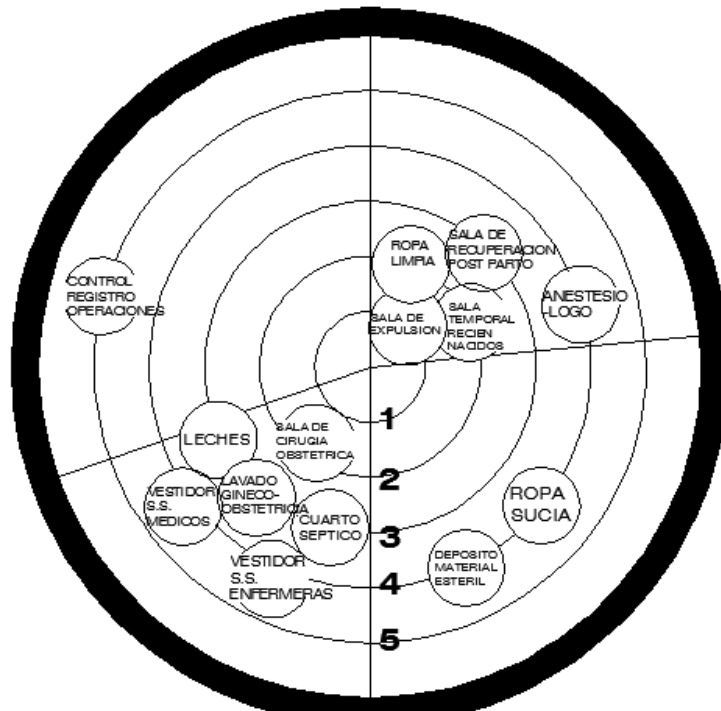 ROPA
LIMPIA
SALA DE
RECUPERACION
POST PARTO
CONTROL
REGISTRO
OPERACIONES
ANESTESIO
-LOGO
SALA DE
EXPULSION
SALA
TEMPORAL
RECIEN
NACIDOS
LECHES
SALA DE
CIRUGIA
OBSTETRICA
1
2
VESTIDOR
S.S.
MEDICOS
LAVADO
GINECO-
OBSTETRICIA
CUARTO
SEPTICO
3
ROPA
SUCIA
VESTIDOR
S.S.
ENFERMERAS
4
DEPOSITO
MATERIAL
ESTERIL
5